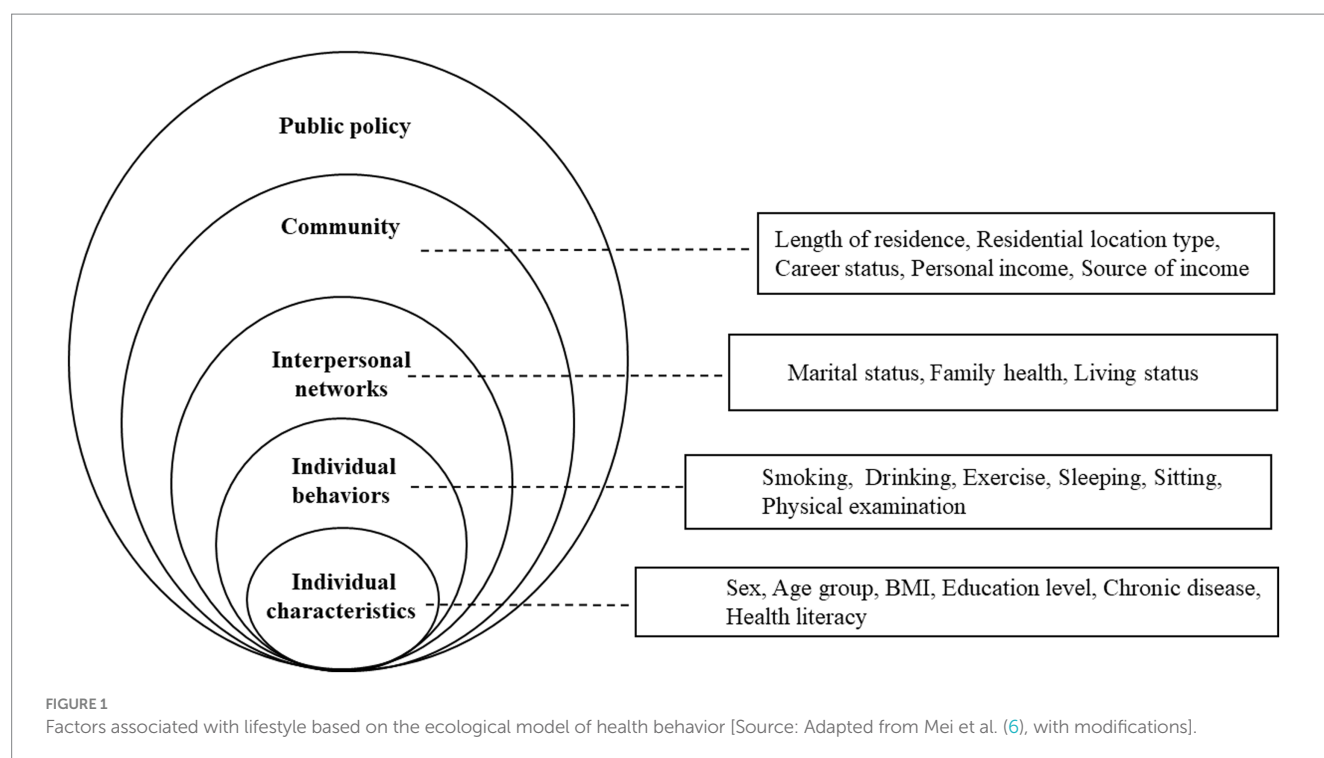 Public policy
Community
Length of residence, Residential location type,
Career status, Personal income, Source of income
Interpersonal
networks
Marital status, Family health, Living status
Individual
behaviors
Smoking, Drinking, Exercise, Sleeping, Sitting,
Physical examination
Individual
characteristics
Sex, Age group, BMI, Education level, Chronic disease,
Health literacy
FIGURE 1
Factors associated with lifestyle based on the ecological model of health behavior [Source: Adapted from Mei et al. (6), with modifications].